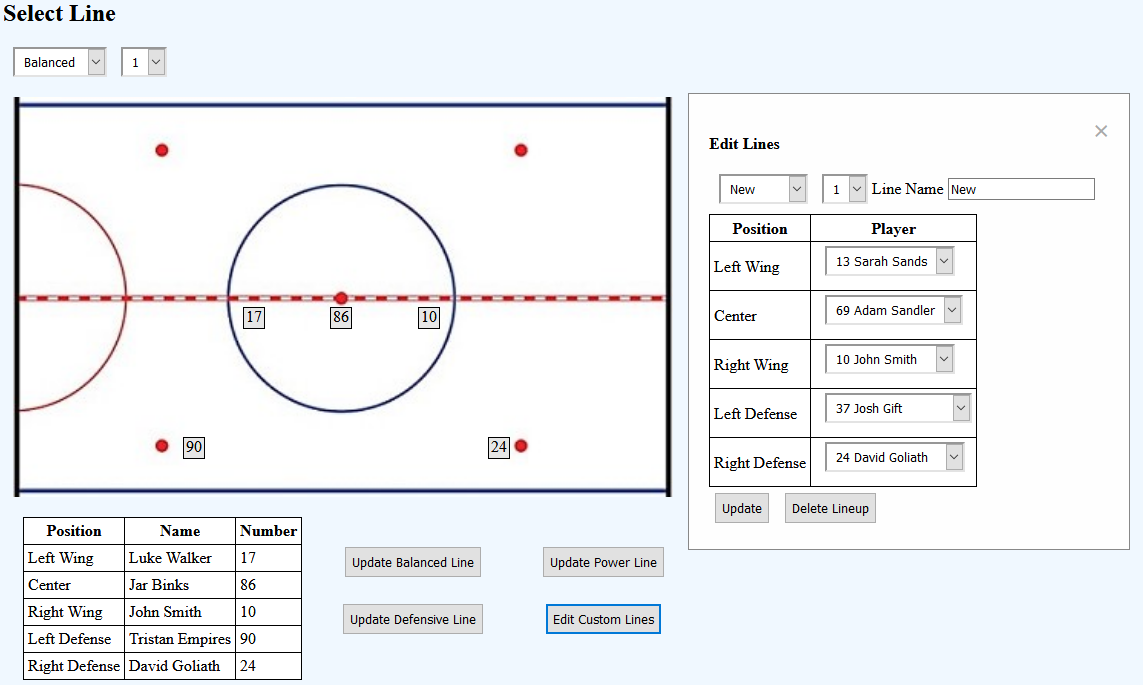 Select Line
Balanced 1
17 86 10
90 24
Position Name Number
Left Wing Luke Walker 17
Center Jar Binks 86
Right Wing John Smith 10
Left Defense Tristan Empires 90
Right Defense David Goliath 24
Update Balanced Line Update Power Line
Update Defensive Line Edit Custom Lines
×
Edit Lines
New 1 Line Name New
Position Player
Left Wing 13 Sarah Sands
Center 69 Adam Sandler
Right Wing 10 John Smith
Left Defense 37 Josh Gift
Right Defense 24 David Goliath
Update Delete Lineup